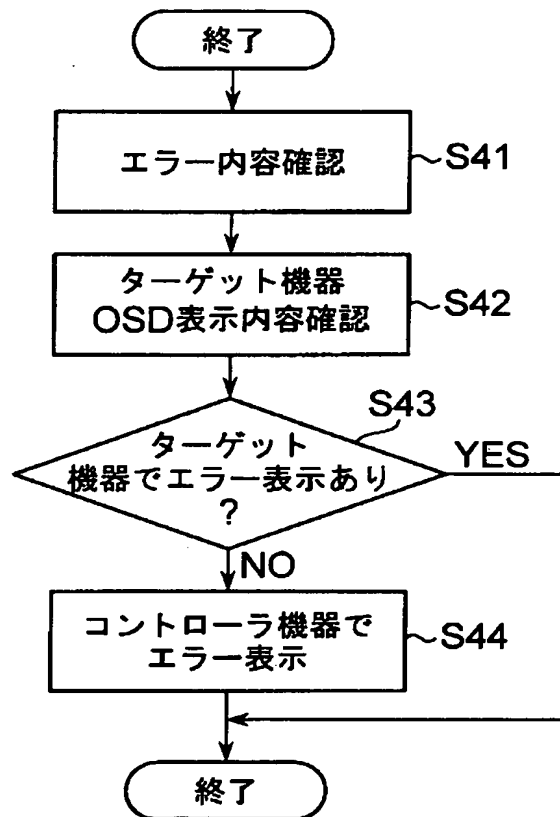 終了
エラー内容確認
~S41
ターゲット機器
OSD表示内容確認
~S42
S43
ターゲット
機器でエラー表示あり
?
YES
NO
コントローラ機器で
エラー表示
~S44
終了